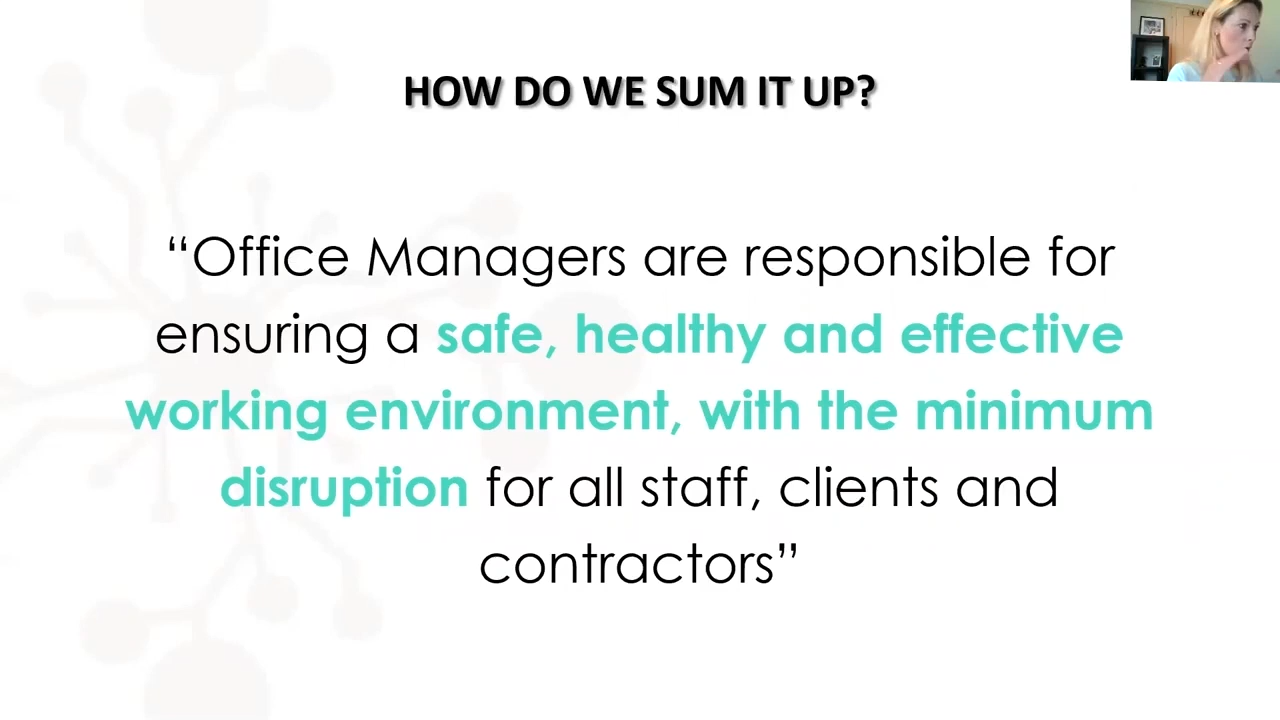 HOW DO WE SUM IT UP?
“Office Managers are responsible for
ensuring a safe, healthy and effective
working environment, with the minimum
disruption for all staff, clients and
contractors”